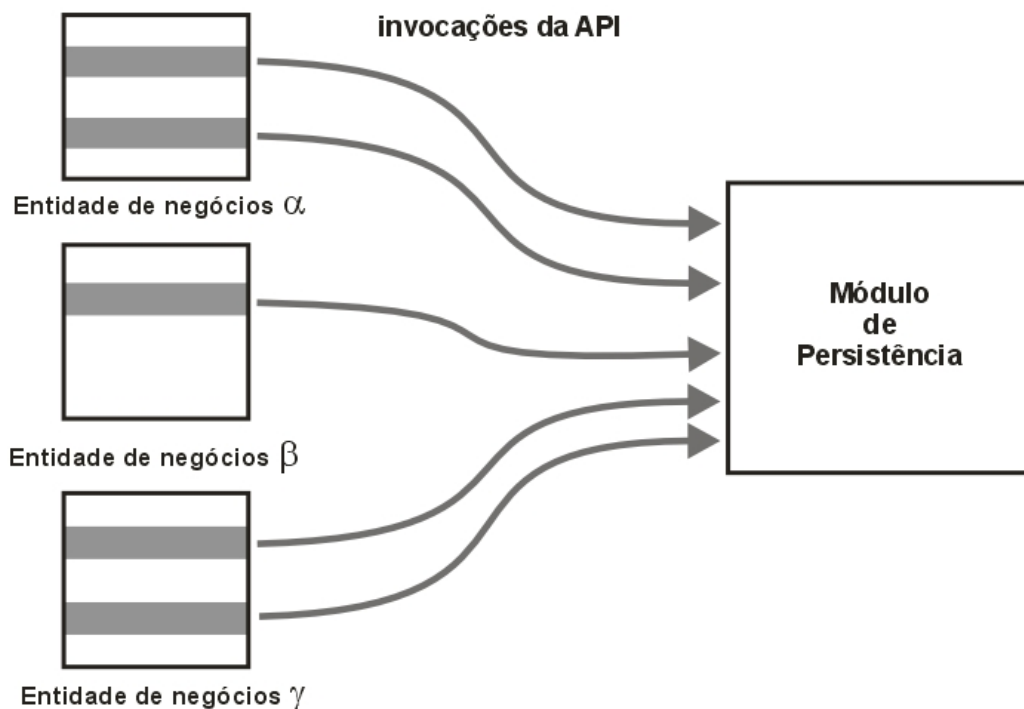 invocações da API
Entidade de negócios α
Módulo
de
Persistência
Entidade de negócios β
Entidade de negócios γ